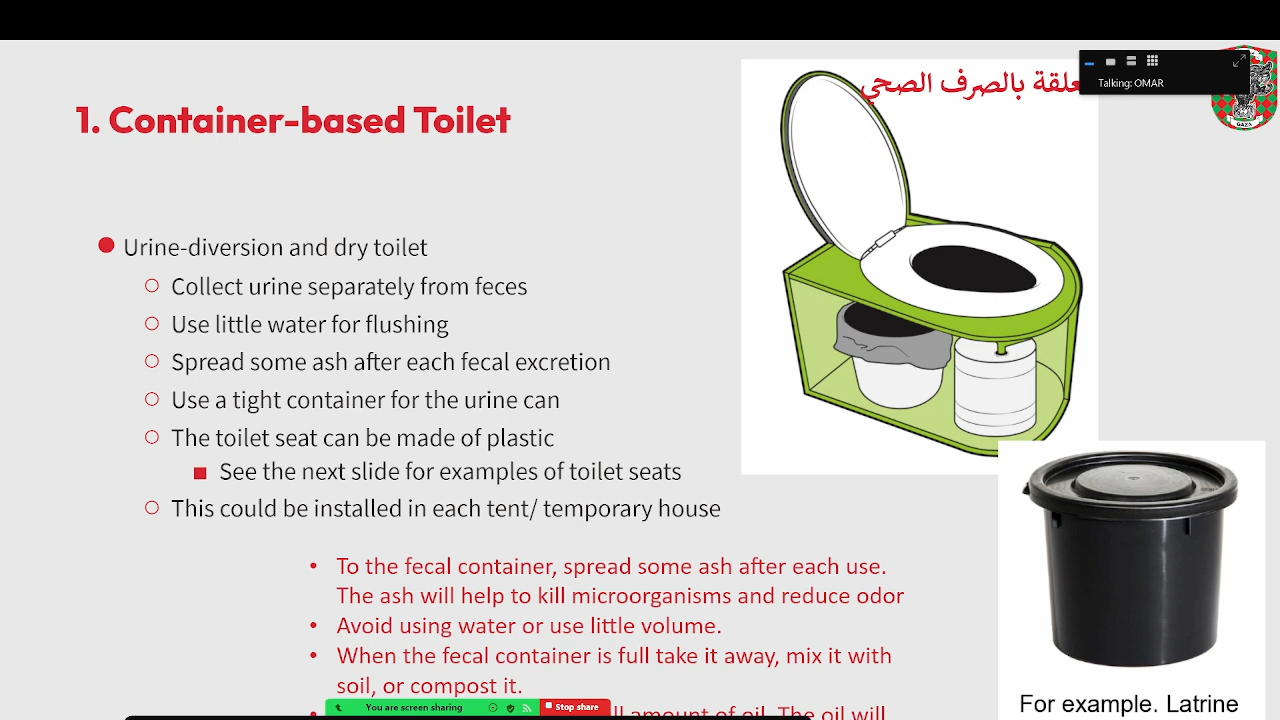 Talking: OMAR
بالصرف الصحي
GAZA
1. Container-based Toilet
Urine-diversion and dry toilet
Collect urine separately from feces
Use little water for flushing
Spread some ash after each fecal excretion
Use a tight container for the urine can
The toilet seat can be made of plastic
See the next slide for examples of toilet seats
This could be installed in each tent/ temporary house
• To the fecal container, spread some ash after each use.
The ash will help to kill microorganisms and reduce odor
• Avoid using water or use little volume.
• When the fecal container is full take it away, mix it with
soil, or compost it.
amount of oil. The oil will
For example. Latrine
You are screen sharing
Stop share